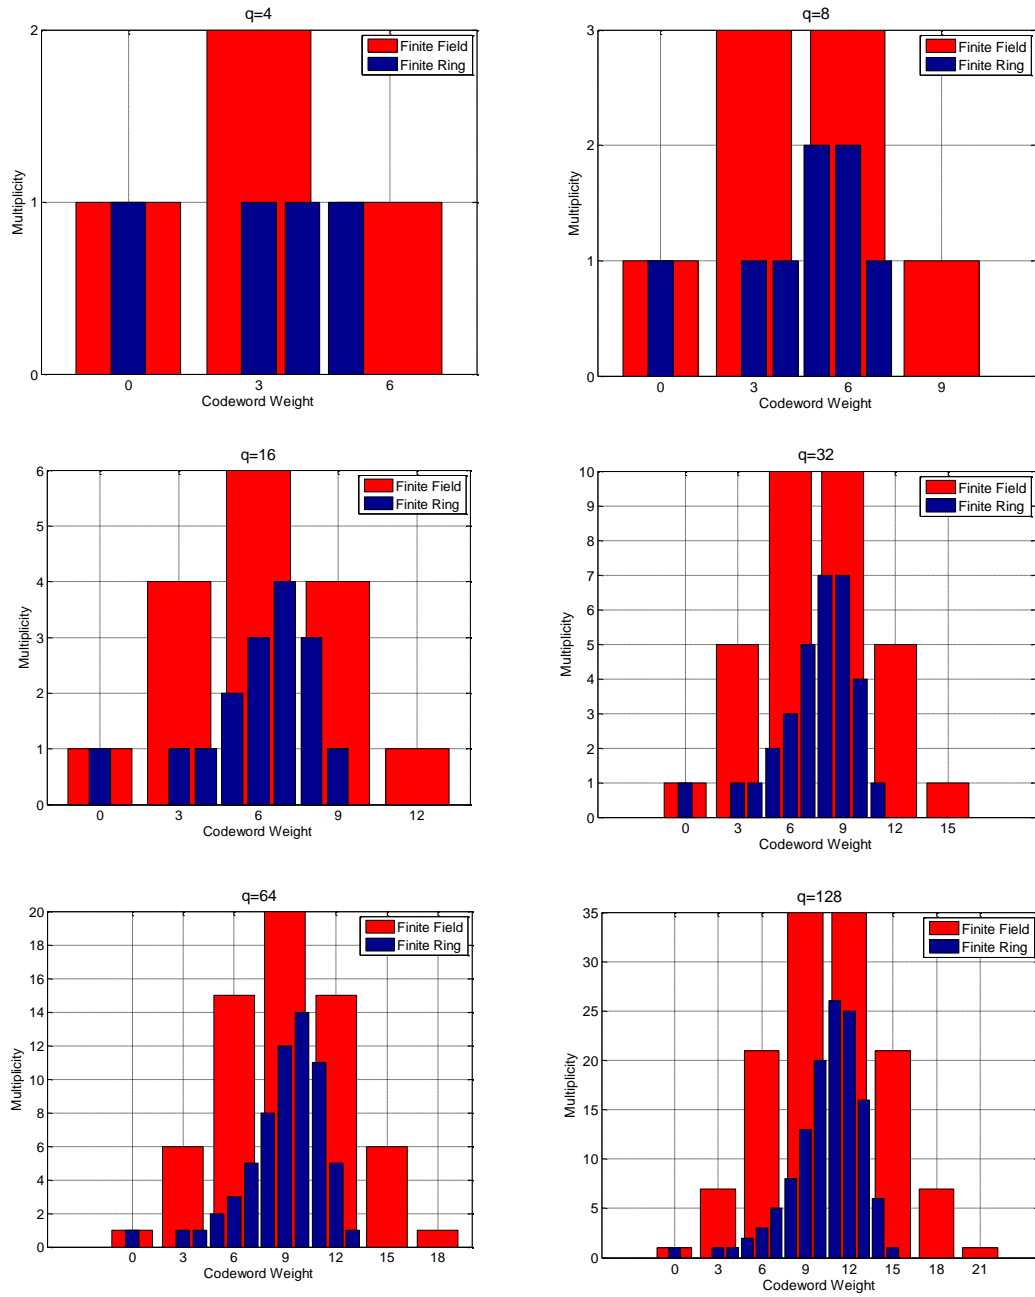 q=4
2
1
0
Multiplicity
Finite Field
Finite Ring
0 3 6
Codeword Weight
q=8
3
2
1
0
Multiplicity
Finite Field
Finite Ring
0 3 6 9
Codeword Weight
q=16
6
5
4
3
2
1
0
Multiplicity
Finite Field
Finite Ring
0 3 6 9 12
Codeword Weight
q=32
10
9
8
7
6
5
4
3
2
1
0
Multiplicity
Finite Field
Finite Ring
0 3 6 9 12 15
Codeword Weight
q=64
20
18
16
14
12
10
8
6
4
2
0
Multiplicity
Finite Field
Finite Ring
0 3 6 9 12 15 18
Codeword Weight
q=128
35
30
25
20
15
10
5
0
Multiplicity
Finite Field
Finite Ring
0 3 6 9 12 15 18 21
Codeword Weight